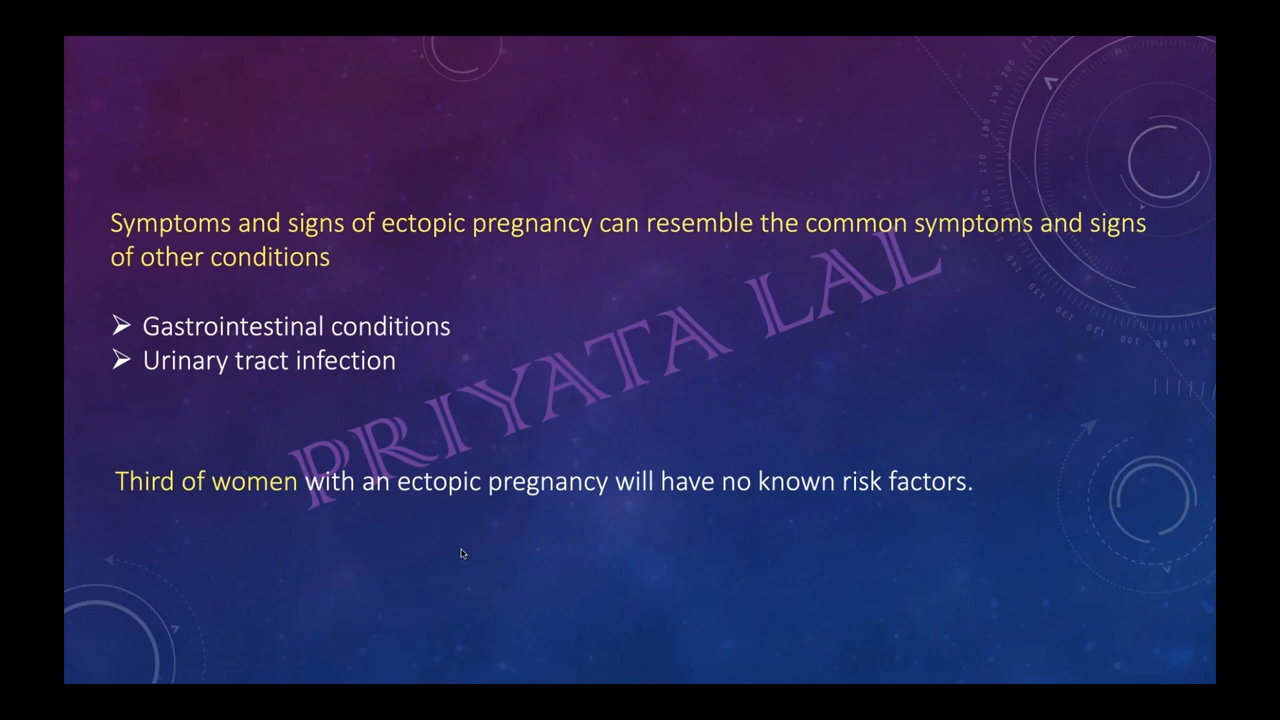 Symptoms and signs of ectopic pregnancy can resemble the common symptoms and signs
of other conditions
➢ Gastrointestinal conditions
➢ Urinary tract infection
PRIYATA LAL
Third of women with an ectopic pregnancy will have no known risk factors.